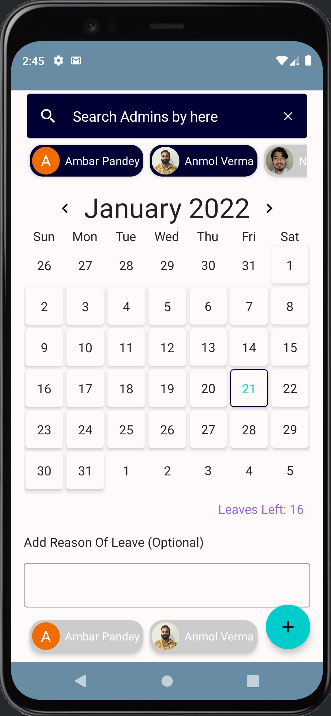 2:45
Search Admins by here
A Ambar Pandey Anmol Verma N
January 2022
Sun Mon Tue Wed Thu Fri Sat
26 27 28 29 30 31 1
2 3 4 5 6 7 8
9 10 11 12 13 14 15
16 17 18 19 20 21 22
23 24 25 26 27 28 29
30 31 1 2 3 4 5
Leaves Left: 16
Add Reason Of Leave (Optional)
A Ambar Pandey Anmol Verma